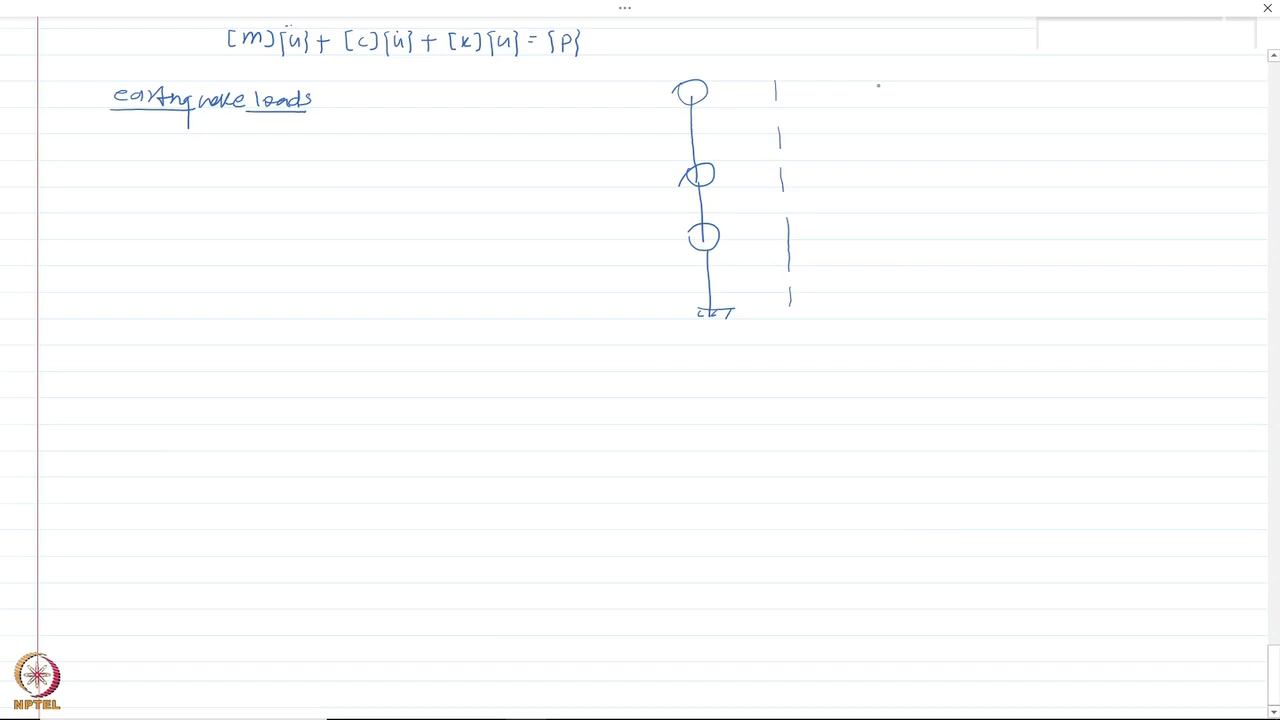 [m]{ü} + [c]{u̇} + [k]{u} = {p}
earthquake loads
NPTEL